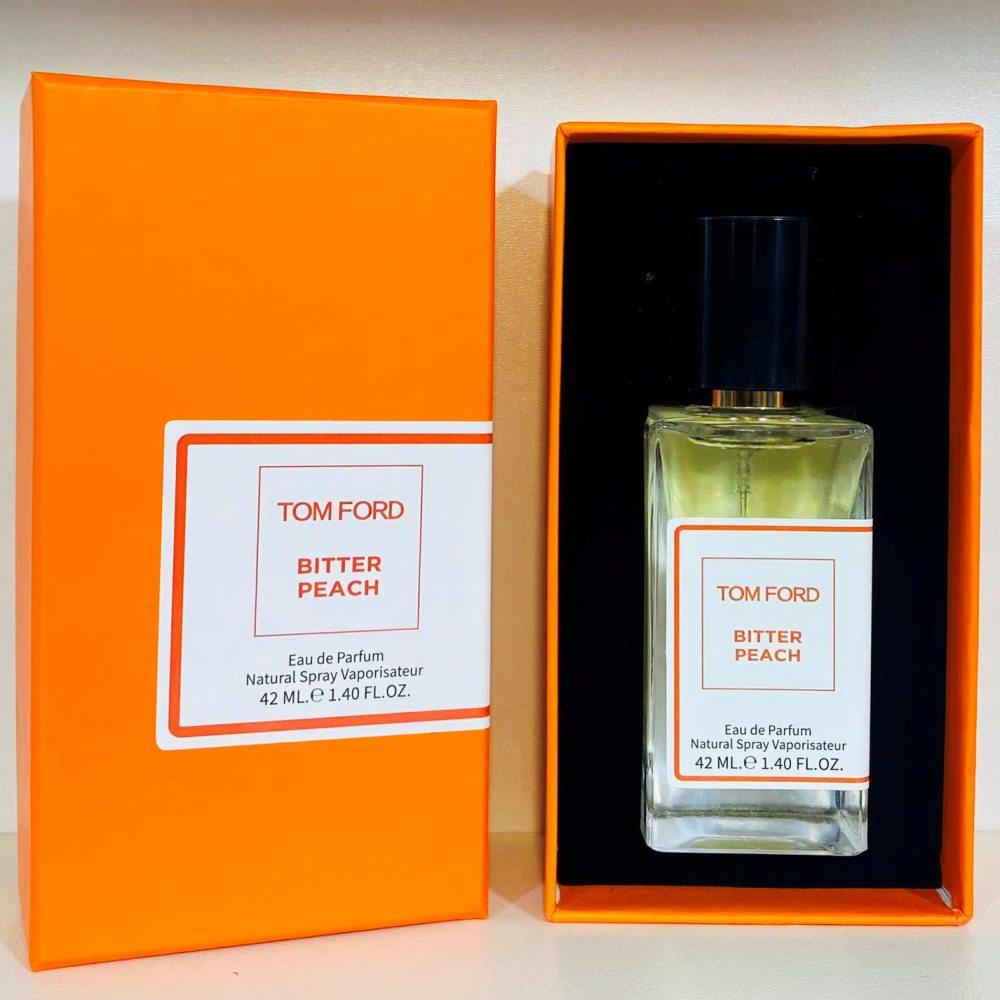 TOM FORD
BITTER
PEACH
Eau de Parfum
Natural Spray Vaporisateur
42 ML.℮ 1.40 FL.OZ.
TOM FORD
BITTER
PEACH
Eau de Parfum
Natural Spray Vaporisateur
42 ML.℮ 1.40 FL.OZ.